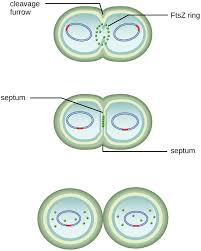 cleavage
furrow
FtsZ ring
septum
septum